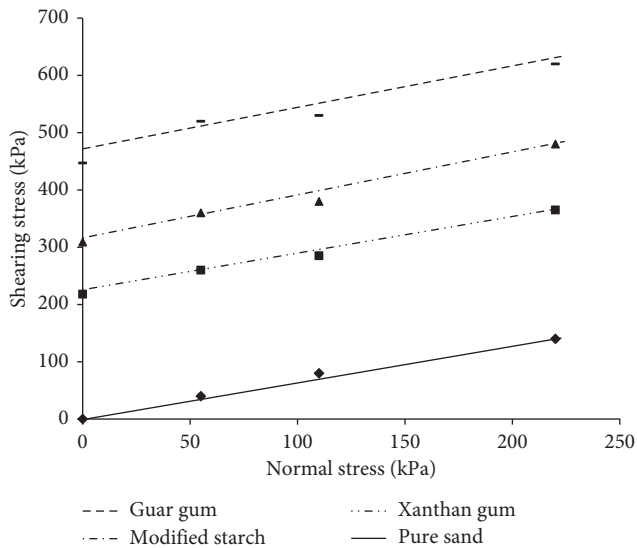 700
600
500
400
300
200
100
0
Shearing stress (kPa)
0 50 100 150 200 250
Normal stress (kPa)
Guar gum
Modified starch
Xanthan gum
Pure sand